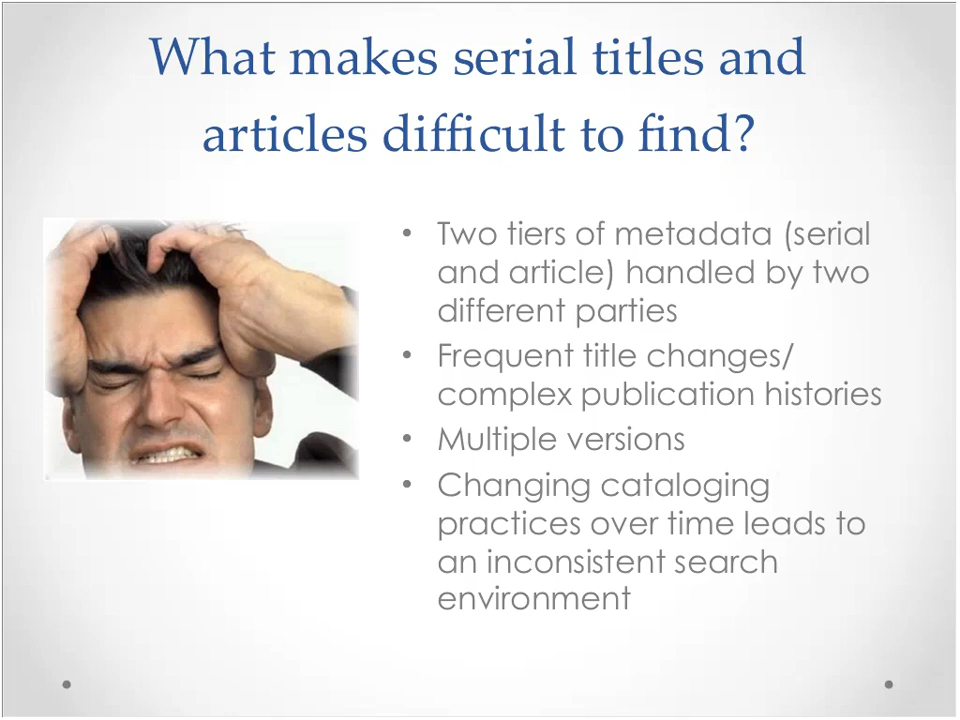 What makes serial titles and
articles difficult to find?
• Two tiers of metadata (serial
and article) handled by two
different parties
• Frequent title changes/
complex publication histories
• Multiple versions
• Changing cataloging
practices over time leads to
an inconsistent search
environment